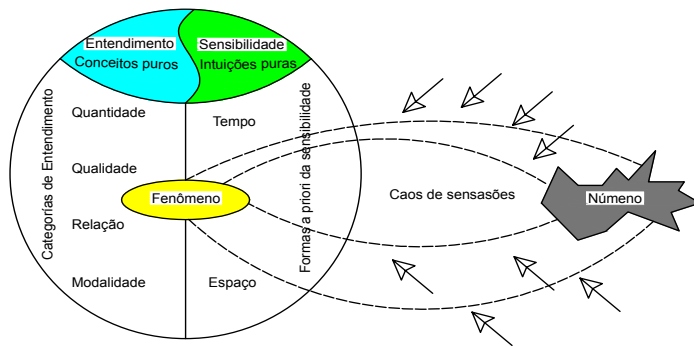 Entendimento
Conceitos puros
Sensibilidade
Intuições puras
Categorias de Entendimento
Quantidade
Qualidade
Relação
Modalidade
Fenômeno
Tempo
Espaço
Formas a priori da sensibilidade
Caos de sensasões
Númeno